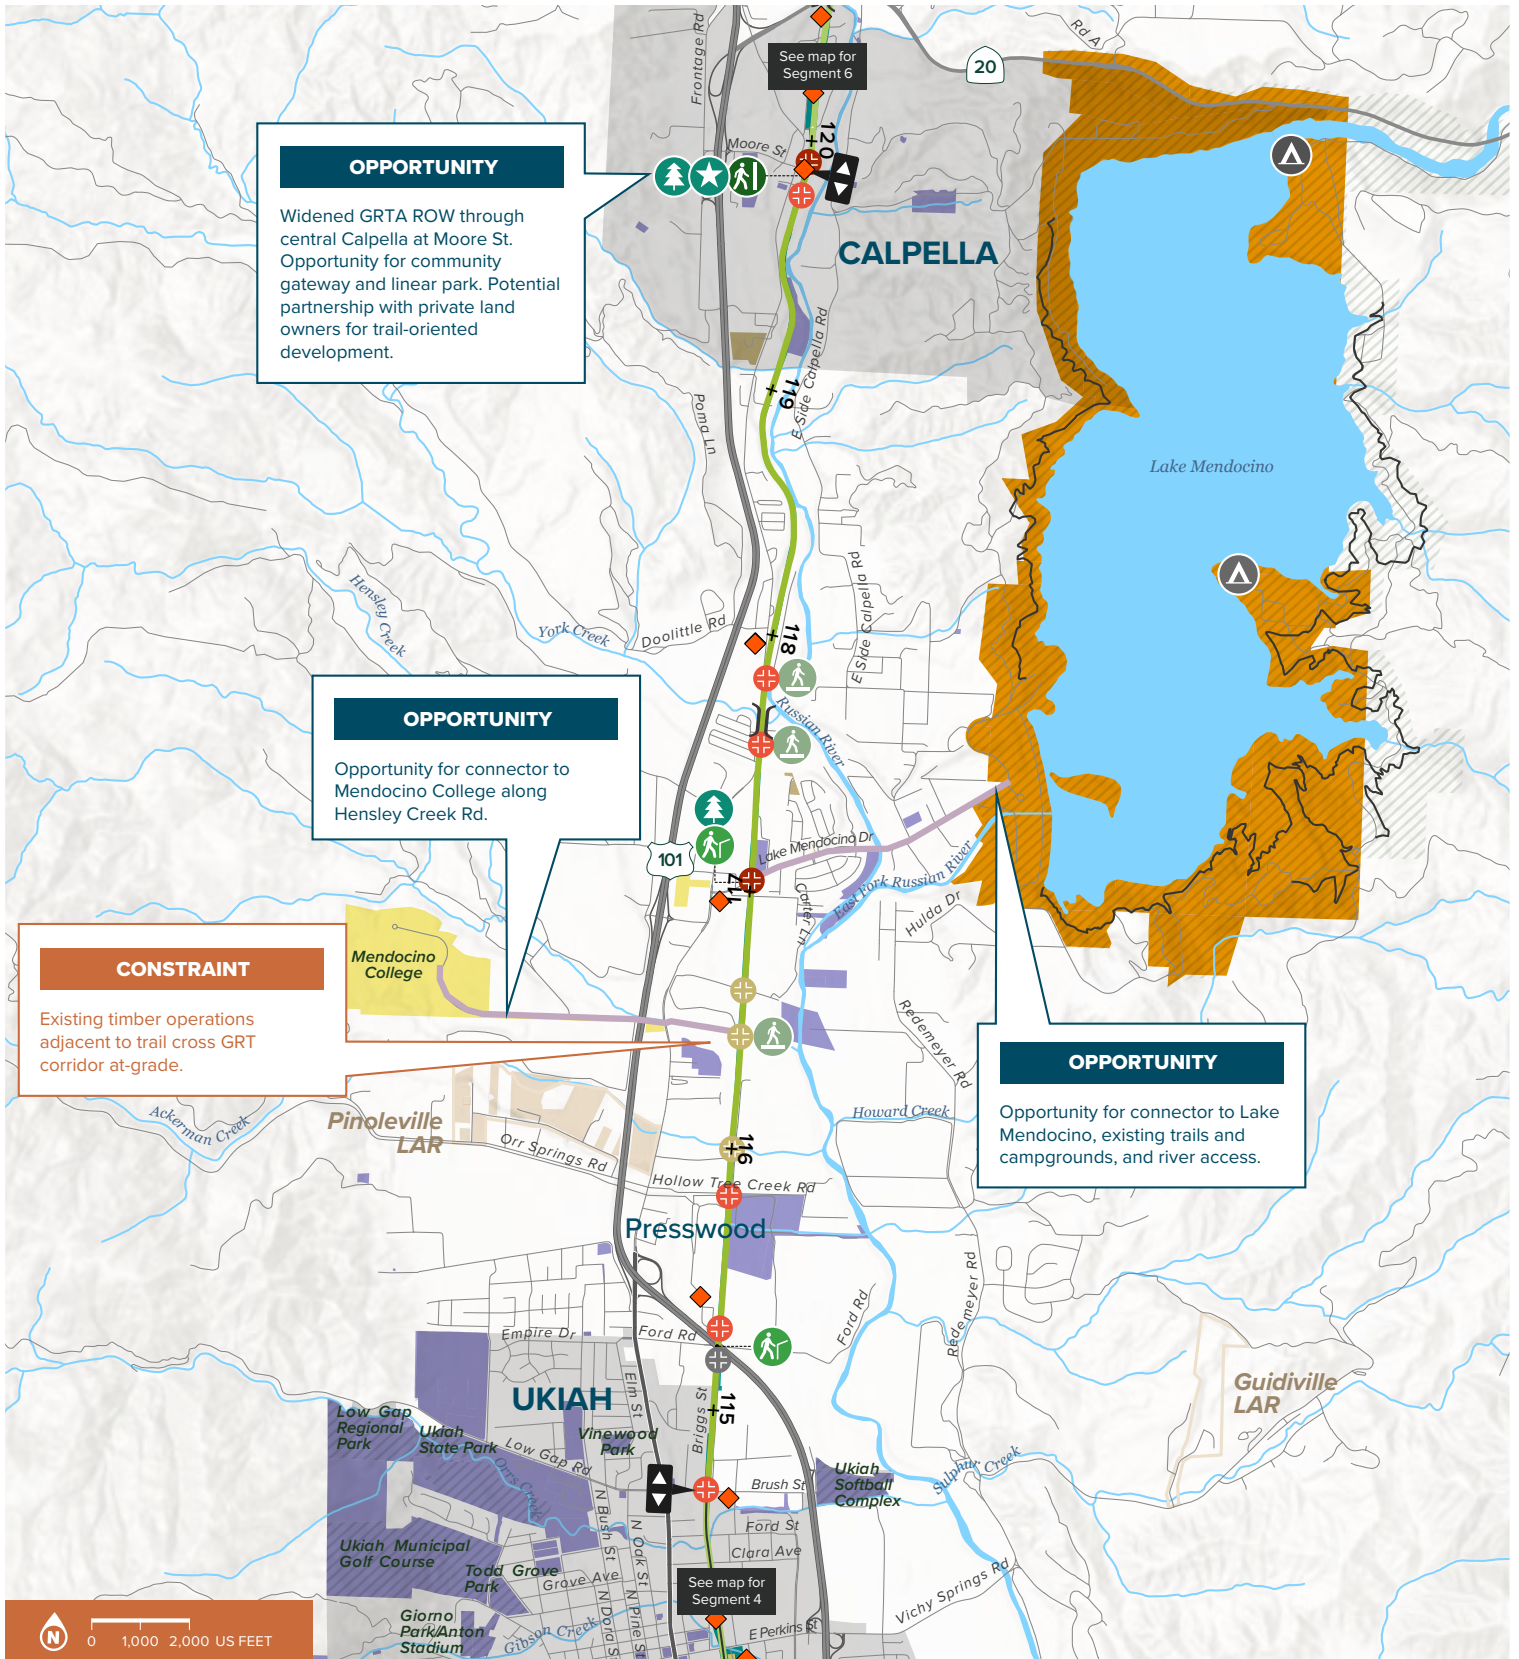 Frontage Rd
Rd A
See map for
Segment 6
20
120
Moore St
OPPORTUNITY
Widened GRTA ROW through
central Calpella at Moore St.
Opportunity for community
gateway and linear park. Potential
partnership with private land
owners for trail-oriented
development.
CALPELLA
E Side Calpella Rd
119
Poma Ln
Lake Mendocino
Hensley
Creek
York Creek
Doolittle Rd
118
E Side Calpella Rd
Russian River
OPPORTUNITY
Opportunity for connector to
Mendocino College along
Hensley Creek Rd.
101
Lake Mendocino Dr
117
Carter Ln
East Fork Russian River
Hulda Dr
Mendocino
College
CONSTRAINT
Existing timber operations
adjacent to trail cross GRT
corridor at-grade.
Redemeyer Rd
OPPORTUNITY
Opportunity for connector to Lake
Mendocino, existing trails and
campgrounds, and river access.
Ackerman Creek
Pinoleville
LAR
Howard Creek
Orr Springs Rd
116
Hollow Tree Creek Rd
Presswood
Redemeyer Rd
Ford Rd
Empire Dr
Ford Rd
UKIAH
Elm St
Briggs St
115
Guidiville
LAR
Low Gap
Regional
Park
Ukiah
State Park
Low Gap Rd
Vinewood
Park
Orrs
Creek
Brush St
Ukiah
Softball
Complex
Sulphur Creek
N Bush St
N Oak St
Ford St
Clara Ave
Ukiah Municipal
Golf Course
Todd Grove
Park
Grove Ave
See map for
Segment 4
Vichy Springs Rd
N Dora St
N Pine St
Giorno
Park/Anton
Stadium
Gibson Creek
E Perkins St
N
0 1,000 2,000 US FEET